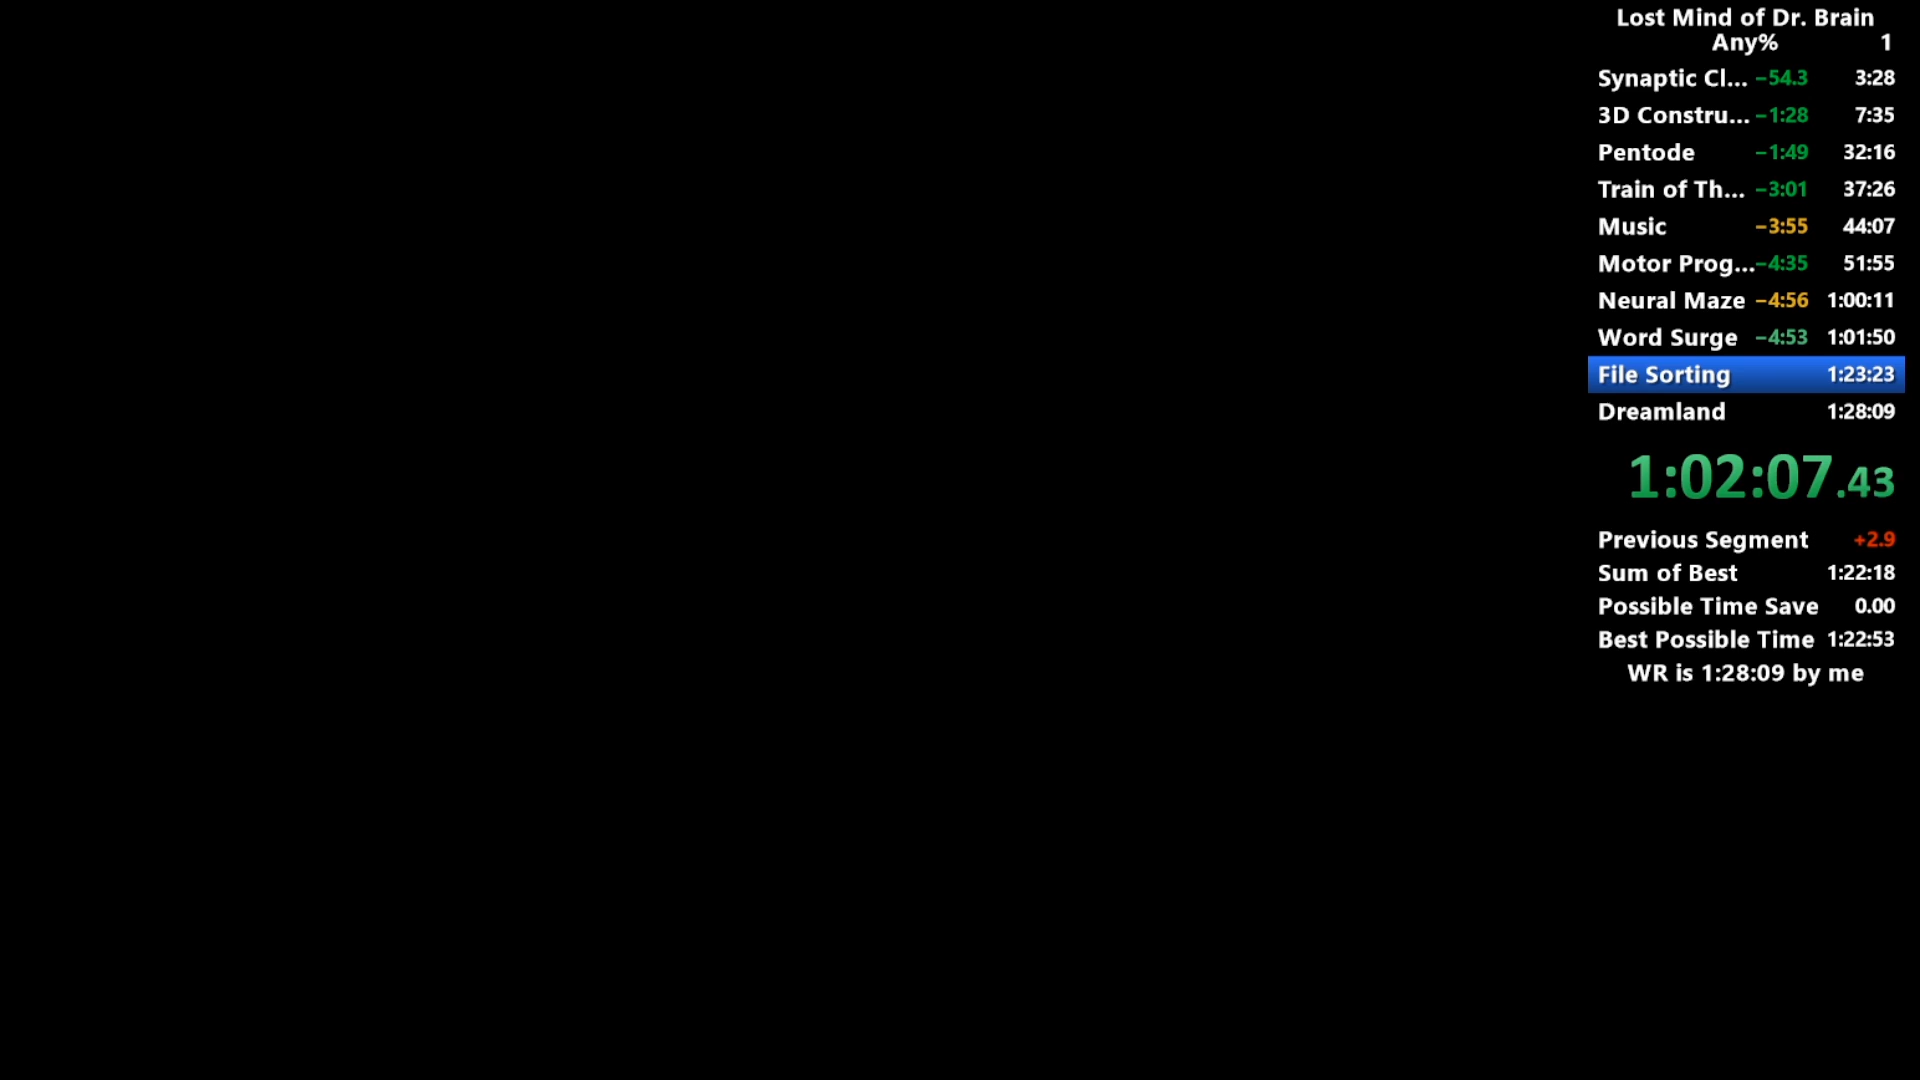 Lost Mind of Dr. Brain
Any% 1
Synaptic Cl... −54.3 3:28
3D Constru... −1:28 7:35
Pentode −1:49 32:16
Train of Th... −3:01 37:26
Music −3:55 44:07
Motor Prog... −4:35 51:55
Neural Maze −4:56 1:00:11
Word Surge −4:53 1:01:50
File Sorting 1:23:23
Dreamland 1:28:09
1:02:07.43
Previous Segment +2.9
Sum of Best 1:22:18
Possible Time Save 0.00
Best Possible Time 1:22:53
WR is 1:28:09 by me